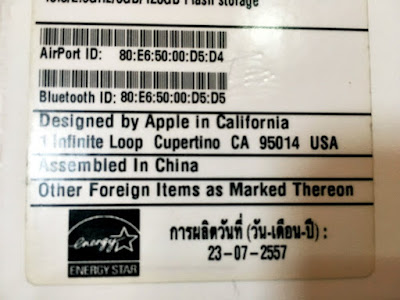 AirPort ID: 80:E6:50:00:D5:D4
Bluetooth ID: 80:E6:50:00:D5:D5
Designed by Apple in California
1 Infinite Loop Cupertino CA 95014 USA
Assembled In China
Other Foreign Items as Marked Thereon
energy
ENERGY STAR
การผลิตวันที่ (วัน-เดือน-ปี) :
23-07-2557